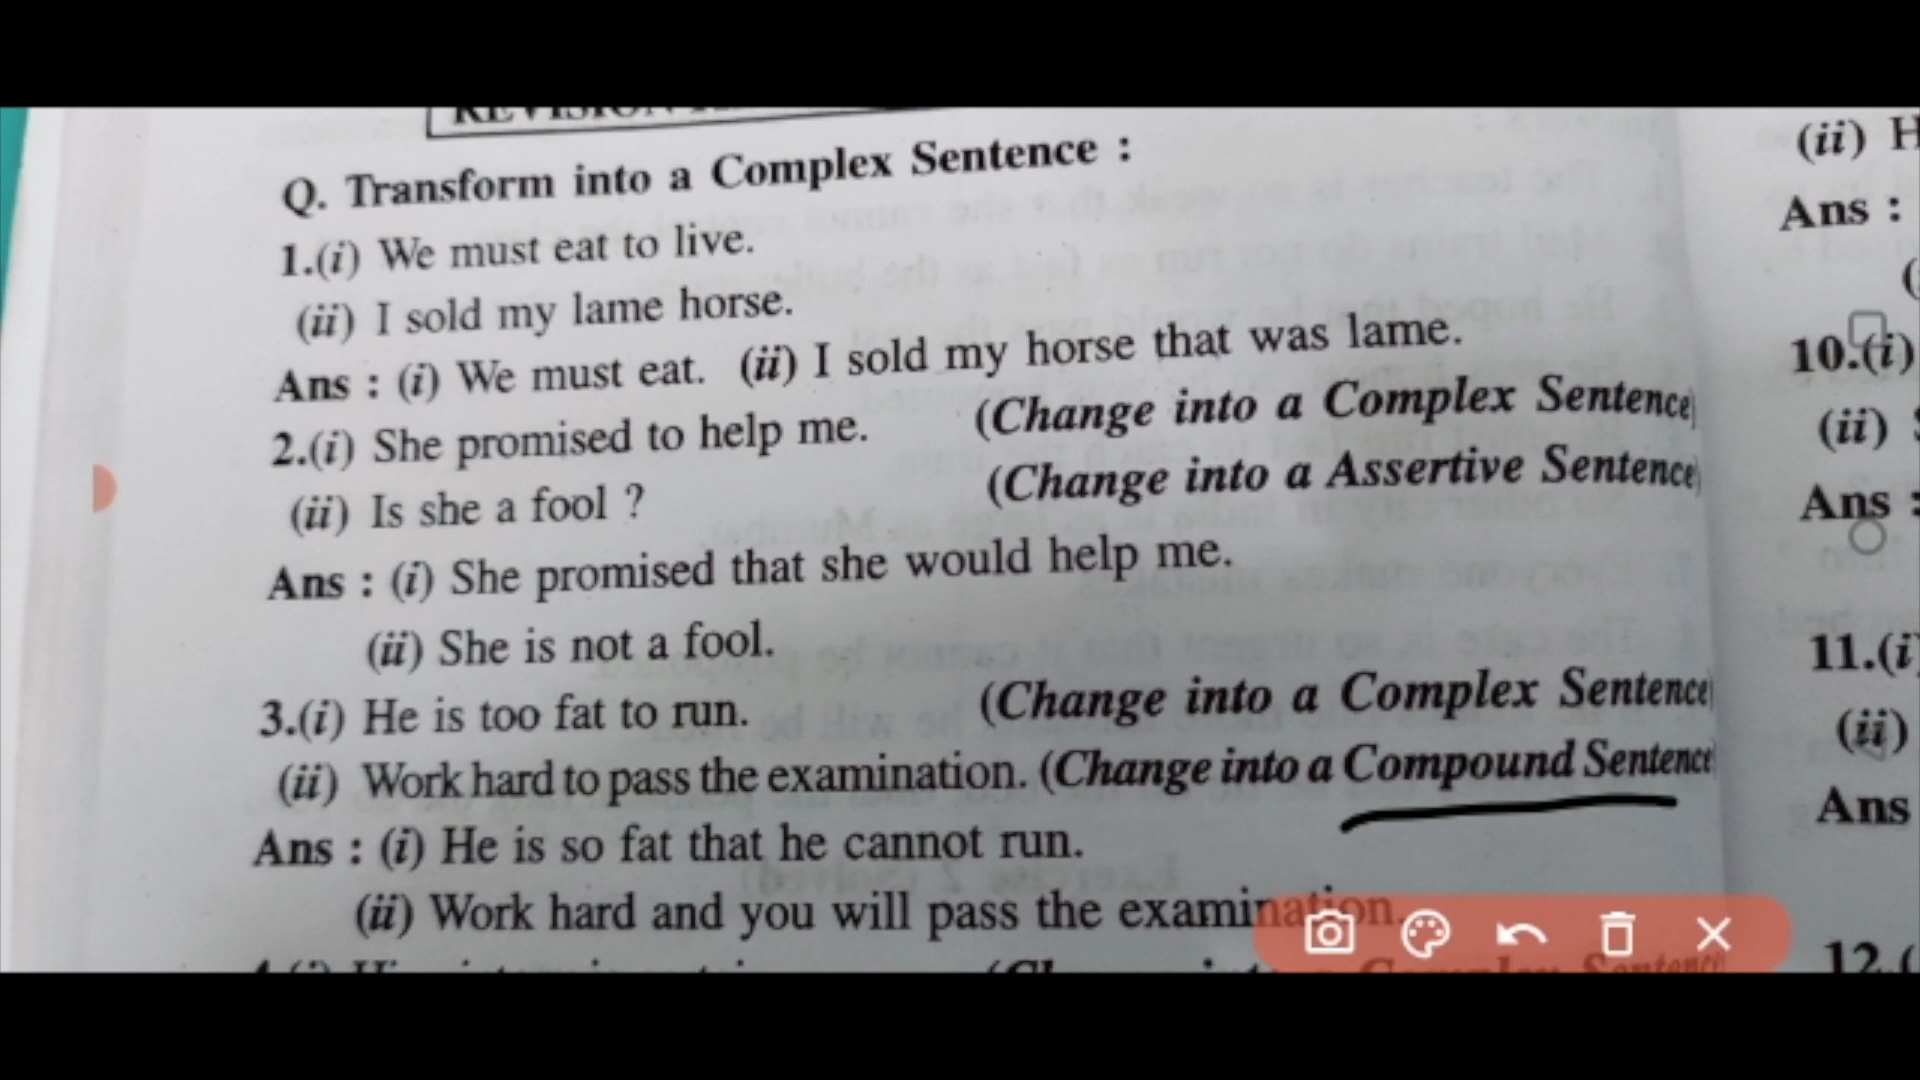 Q. Transform into a Complex Sentence :
1.(i) We must eat to live.
(ii) I sold my lame horse.
Ans : (i) We must eat. (ii) I sold my horse that was lame.
2.(i) She promised to help me. (Change into a Complex Sentence)
(ii) Is she a fool ? (Change into a Assertive Sentence)
Ans : (i) She promised that she would help me.
(ii) She is not a fool.
3.(i) He is too fat to run. (Change into a Complex Sentence)
(ii) Work hard to pass the examination. (Change into a Compound Sentence)
Ans : (i) He is so fat that he cannot run.
(ii) Work hard and you will pass the examination.
(ii) H
Ans :
(
10.(i)
(ii) S
Ans :
11.(i)
(ii)
Ans
12.(